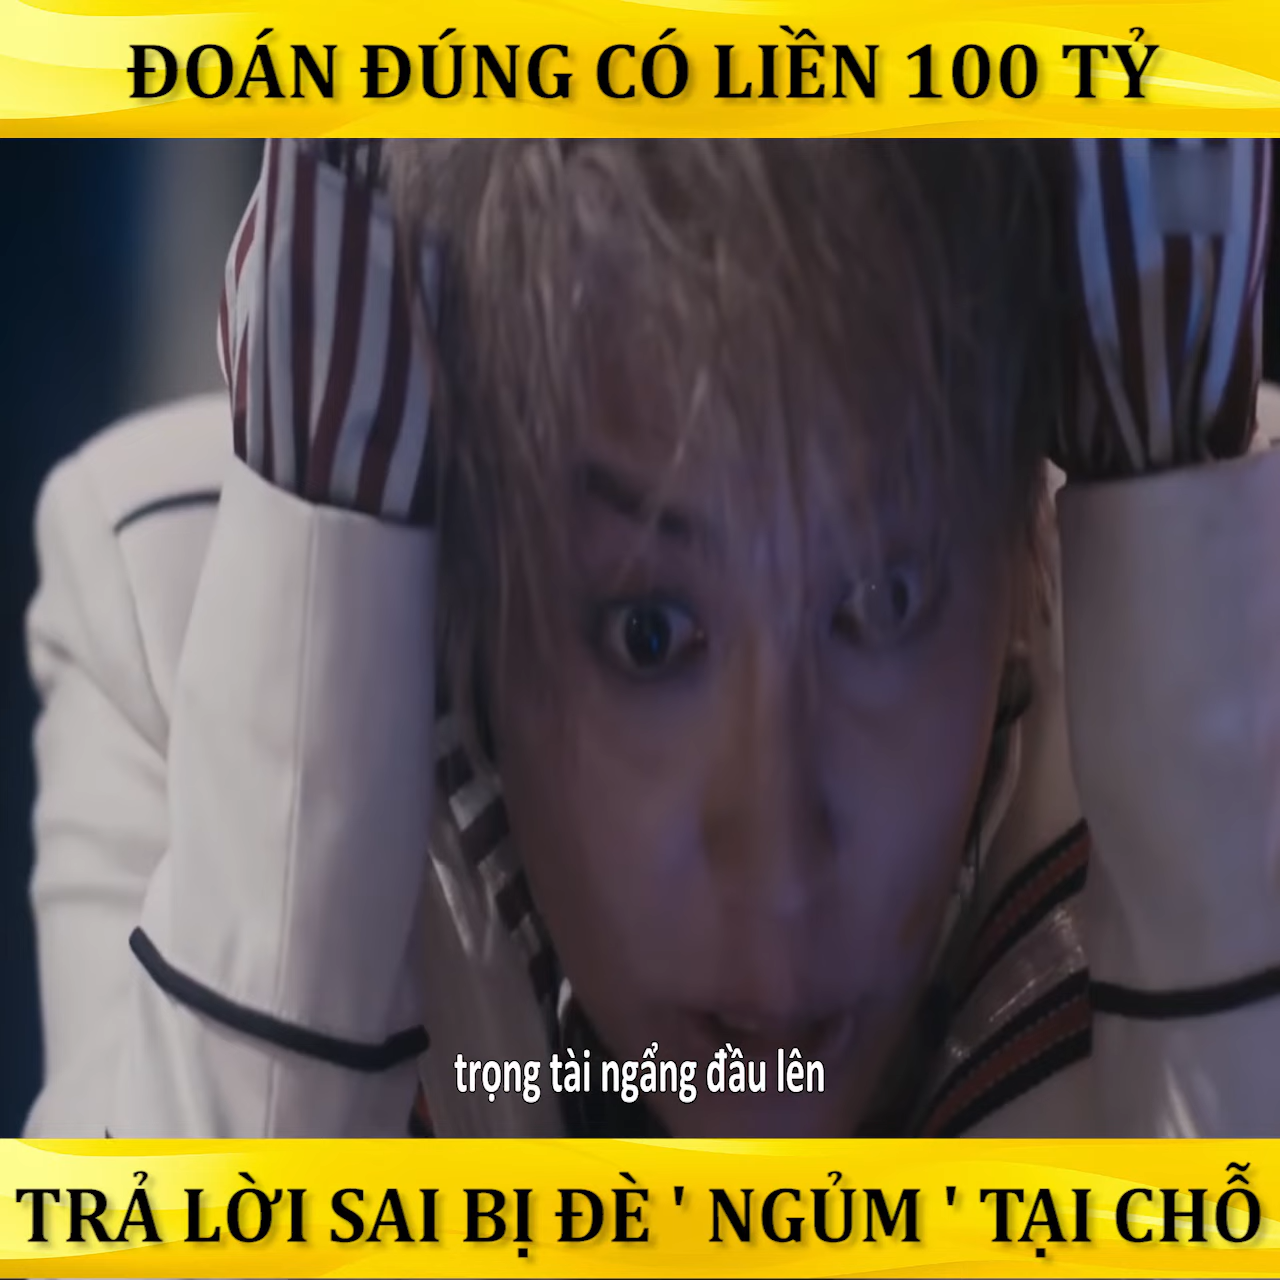 ĐOÁN ĐÚNG CÓ LIỀN 100 TỶ
trọng tài ngẩng đầu lên
TRẢ LỜI SAI BỊ ĐÈ ' NGỦM ' TẠI CHỖ